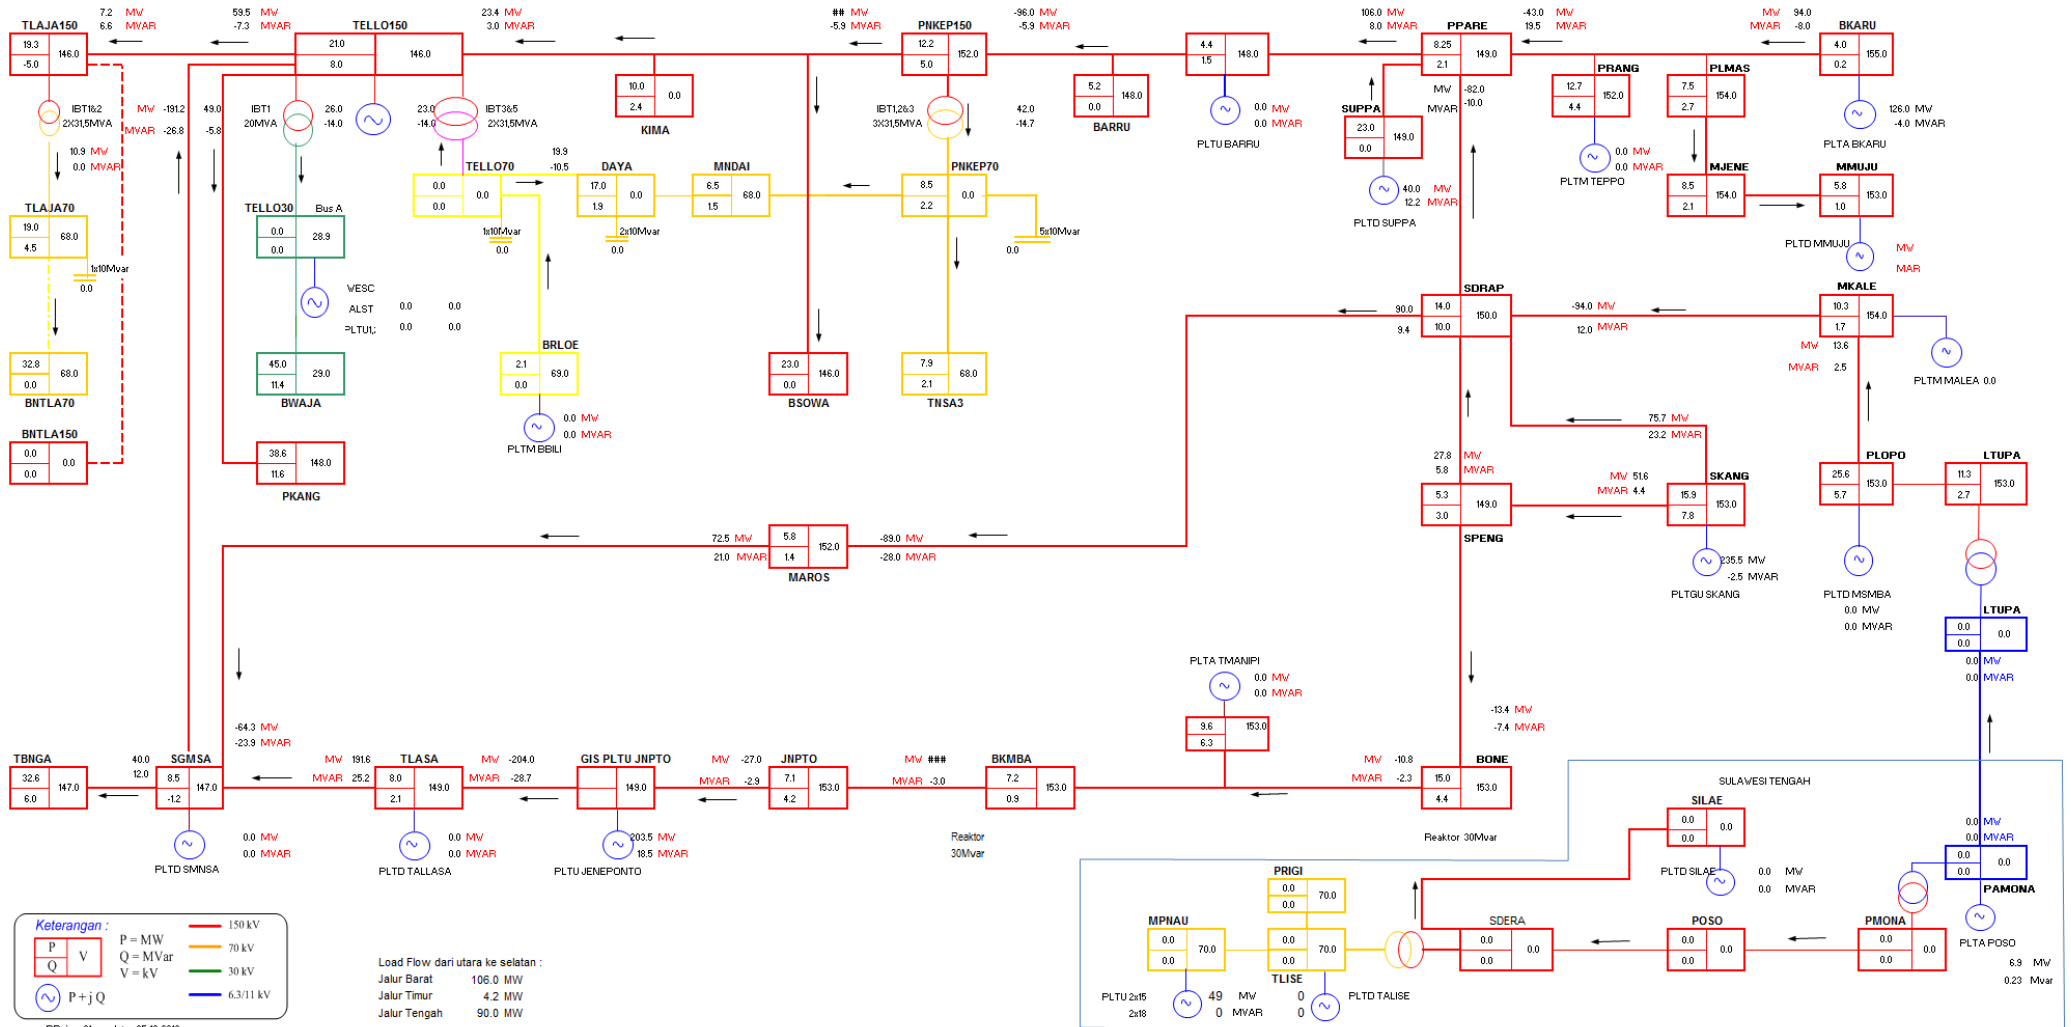 7.2 MW 59.5 MW
6.6 MVAR -7.3 MVAR
TLAJA150
19.3
-5.0
146.0
TELLO150
21.0
8.0
146.0
23.4 MW
3.0 MVAR
## MW
-5.9 MVAR
PNKEP150
12.2
5.0
152.0
-96.0 MW
-5.9 MVAR
4.4
1.5
148.0
106.0 MW
8.0 MVAR
PPARE
8.25
2.1
149.0
-43.0 MW
19.5 MVAR
MW 94.0
MVAR -8.0
BKARU
4.0
0.2
155.0
IBT1&2
2X31,5MVA
MW -191.2
MVAR -26.8
49.0
-5.8
IBT1
20MVA
26.0
-14.0
23.0
-14.0
IBT3&5
2X31,5MVA
10.0
2.4
0.0
KIMA
IBT1,2&3
3X31,5MVA
42.0
-14.7
5.2
0.0
148.0
BARRU
0.0 MW
0.0 MVAR
PLTU BARRU
MW -82.0
MVAR -10.0
SUPPA
23.0
0.0
149.0
40.0 MW
12.2 MVAR
PLTD SUPPA
PRANG
12.7
4.4
152.0
0.0 MW
0.0 MVAR
PLTM TEPPO
PLMAS
7.5
2.7
154.0
126.0 MW
-4.0 MVAR
PLTA BKARU
MJENE
8.5
2.1
154.0
MMUJU
5.8
1.0
153.0
PLTD MMUJU
MW
MAR
10.9 MW
0.0 MVAR
TLAJA70
19.0
4.5
68.0
1x10Mvar
0.0
TELLO30 Bus A
0.0
0.0
28.9
TELLO70
0.0
0.0
0.0
1x10Mvar
0.0
19.9
-10.5
DAYA
17.0
1.9
0.0
2x10Mvar
0.0
MNDAI
6.5
1.5
68.0
PNKEP70
8.5
2.2
0.0
5x10Mvar
0.0
ALST 0.0 0.0
0.0 0.0
32.8
0.0
68.0
BNTLA70
45.0
11.4
29.0
BWAJA
BRLOE
2.1
0.0
69.0
0.0 MW
0.0 MVAR
PLTM BBILI
23.0
0.0
146.0
BSOWA
7.9
2.1
68.0
TNSA3
90.0
9.4
SDRAP
14.0
10.0
150.0
-94.0 MW
12.0 MVAR
MKALE
10.3
1.7
154.0
MW 13.6
MVAR 2.5
PLTM MALEA 0.0
BNTLA150
0.0
0.0
0.0
38.6
11.6
148.0
PKANG
75.7 MW
23.2 MVAR
27.8 MW
5.8 MVAR
5.3
3.0
149.0
SPENG
MW 51.6
MVAR 4.4
SKANG
15.9
7.8
153.0
235.5 MW
-2.5 MVAR
PLTGU SKANG
PLOPO
25.6
5.7
153.0
PLTD MSMBA
0.0 MW
0.0 MVAR
LTUPA
11.3
2.7
153.0
LTUPA
0.0
0.0
0.0
0.0 MW
0.0 MVAR
72.5 MW
21.0 MVAR
5.8
1.4
152.0
MAROS
-89.0 MW
-28.0 MVAR
PLTA TMANIPI
0.0 MW
0.0 MVAR
9.6
6.3
153.0
-13.4 MW
-7.4 MVAR
-64.3 MW
-23.9 MVAR
TBNGA
32.6
6.0
147.0
40.0
12.0
SGMSA
8.5
-1.2
147.0
0.0 MW
0.0 MVAR
PLTD SMNSA
MW 191.6
MVAR 25.2
TLASA
8.0
2.1
149.0
0.0 MW
0.0 MVAR
PLTD TALLASA
MW -204.0
MVAR -28.7
GIS PLTU JNPTO
149.0
203.5 MW
18.5 MVAR
PLTU JENEPONTO
MW -27.0
MVAR -2.9
JNPTO
7.1
4.2
153.0
MW ###
MVAR -3.0
BKMBA
7.2
0.9
153.0
Reaktor
30Mvar
MW -10.8
MVAR -2.3
BONE
15.0
4.4
153.0
Reaktor 30Mvar
SULAWESI TENGAH
SILAE
0.0
0.0
0.0
PLTD SILAE
0.0 MW
0.0 MVAR
0.0 MW
0.0 MVAR
0.0
0.0
0.0
PAMONA
PLTA POSO
6.9 MW
0.23 Mvar
PRIGI
0.0
0.0
70.0
MPNAU
0.0
0.0
70.0
0.0
0.0
70.0
TLISE
SDERA
0.0
0.0
0.0
POSO
0.0
0.0
0.0
PMONA
0.0
0.0
0.0
PLTU 2x15
2x18
49 MW 0
0 MVAR 0
PLTD TALISE
Keterangan :
P
Q
V
P = MW
Q = MVar
V = kV
P + j Q
150 kV
70 kV
30 kV
6.3/11 kV
Load Flow dari utara ke selatan :
Jalur Barat 106.0 MW
Jalur Timur 4.2 MW
Jalur Tengah 90.0 MW